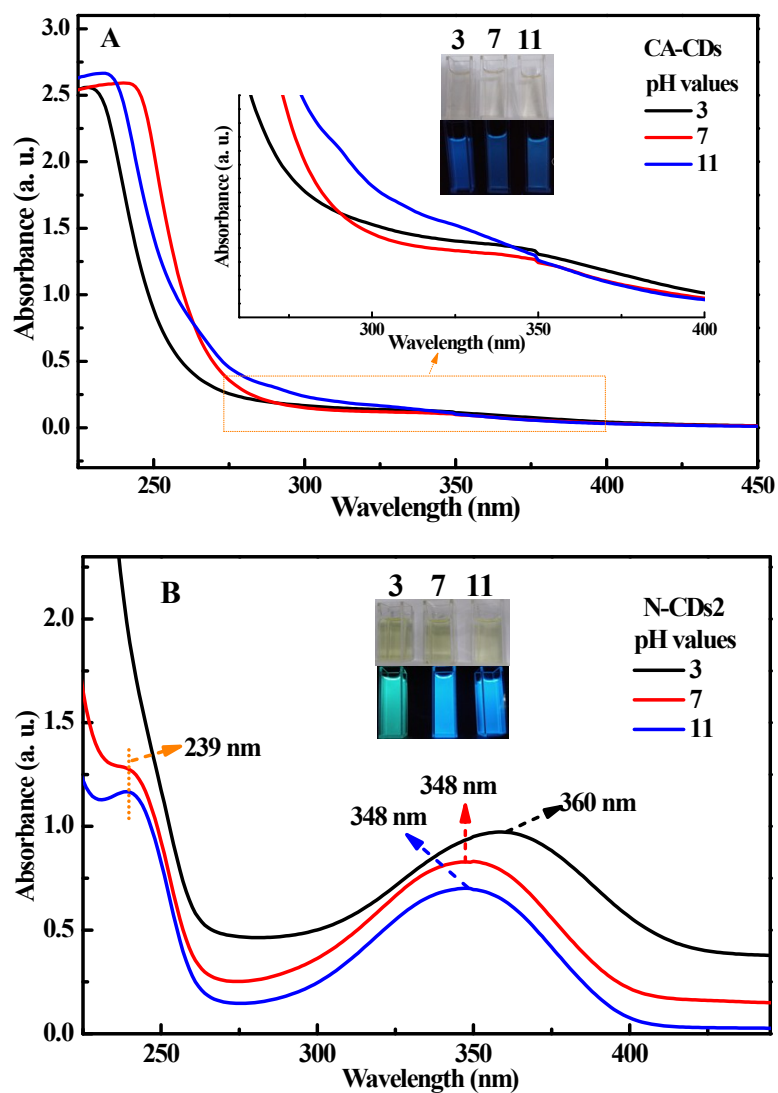 A
3 7 11
CA-CDs
pH values
3
7
11
Absorbance (a. u.)
3.0
2.5
2.0
1.5
1.0
0.5
0.0
Absorbance (a. u.)
300
350
400
Wavelength (nm)
250
300
350
400
450
Wavelength (nm)
B
3 7 11
N-CDs2
pH values
3
7
11
239 nm
348 nm
348 nm
360 nm
Absorbance (a. u.)
2.0
1.5
1.0
0.5
0.0
250
300
350
400
Wavelength (nm)